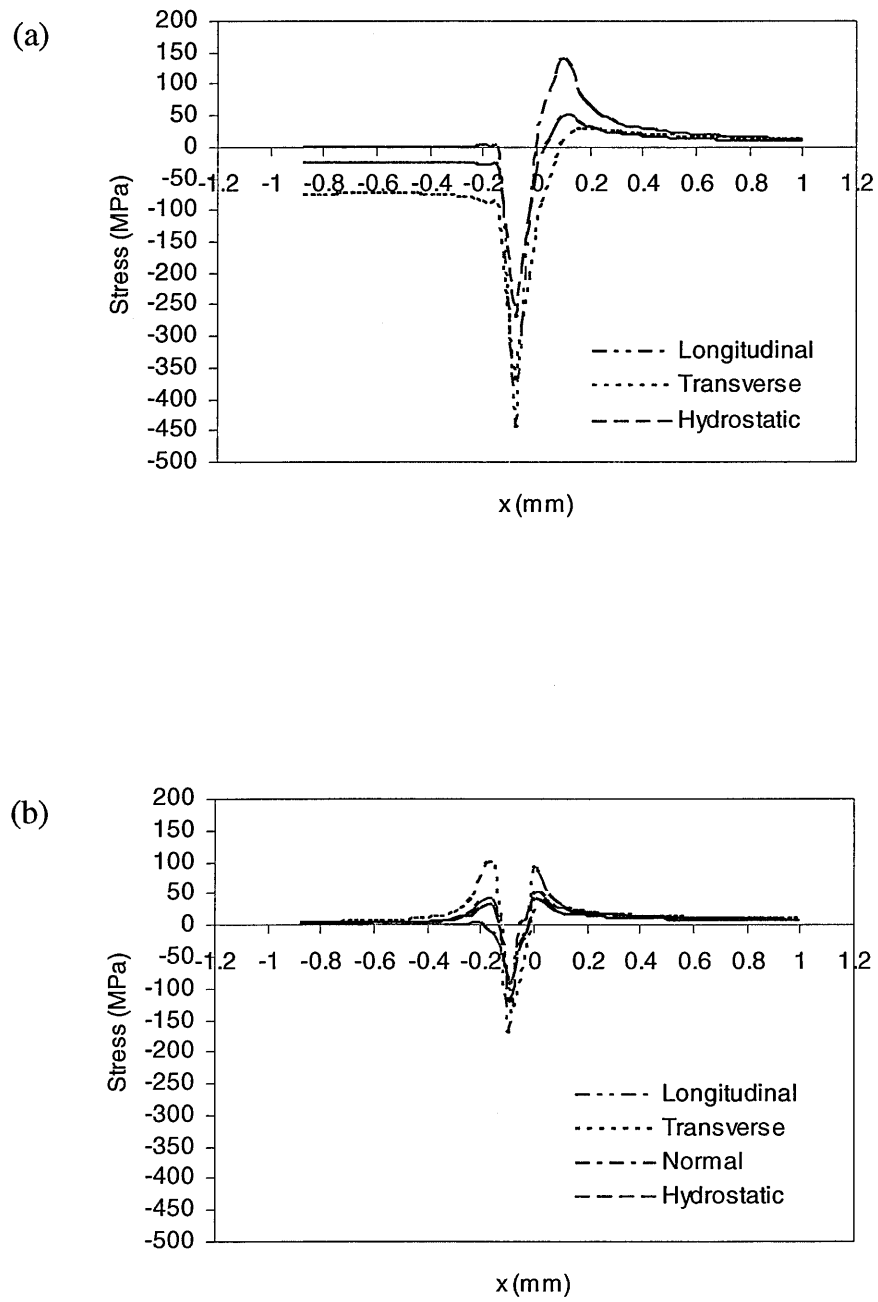 (a)
200
150
100
50
0
-50
-100
-150
-200
-250
-300
-350
-400
-450
-500
-1.2 -1 -0.8 -0.6 -0.4 -0.2 0 0.2 0.4 0.6 0.8 1 1.2
Stress (MPa)
Longitudinal
Transverse
Hydrostatic
x (mm)
(b)
200
150
100
50
0
-50
-100
-150
-200
-250
-300
-350
-400
-450
-500
-1.2 -1 -0.8 -0.6 -0.4 -0.2 0 0.2 0.4 0.6 0.8 1 1.2
Stress (MPa)
Longitudinal
Transverse
Normal
Hydrostatic
x (mm)